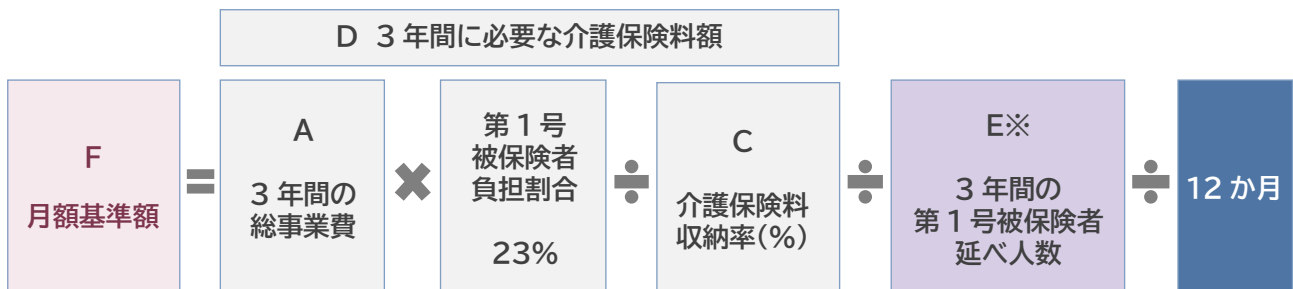 D 3年間に必要な介護保険料額
F
月額基準額
=
A
3年間の
総事業費
×
第1号
被保険者
負担割合
23%
÷
C
介護保険料
収納率(%)
÷
E※
3年間の
第1号被保険者
延べ人数
÷
12か月